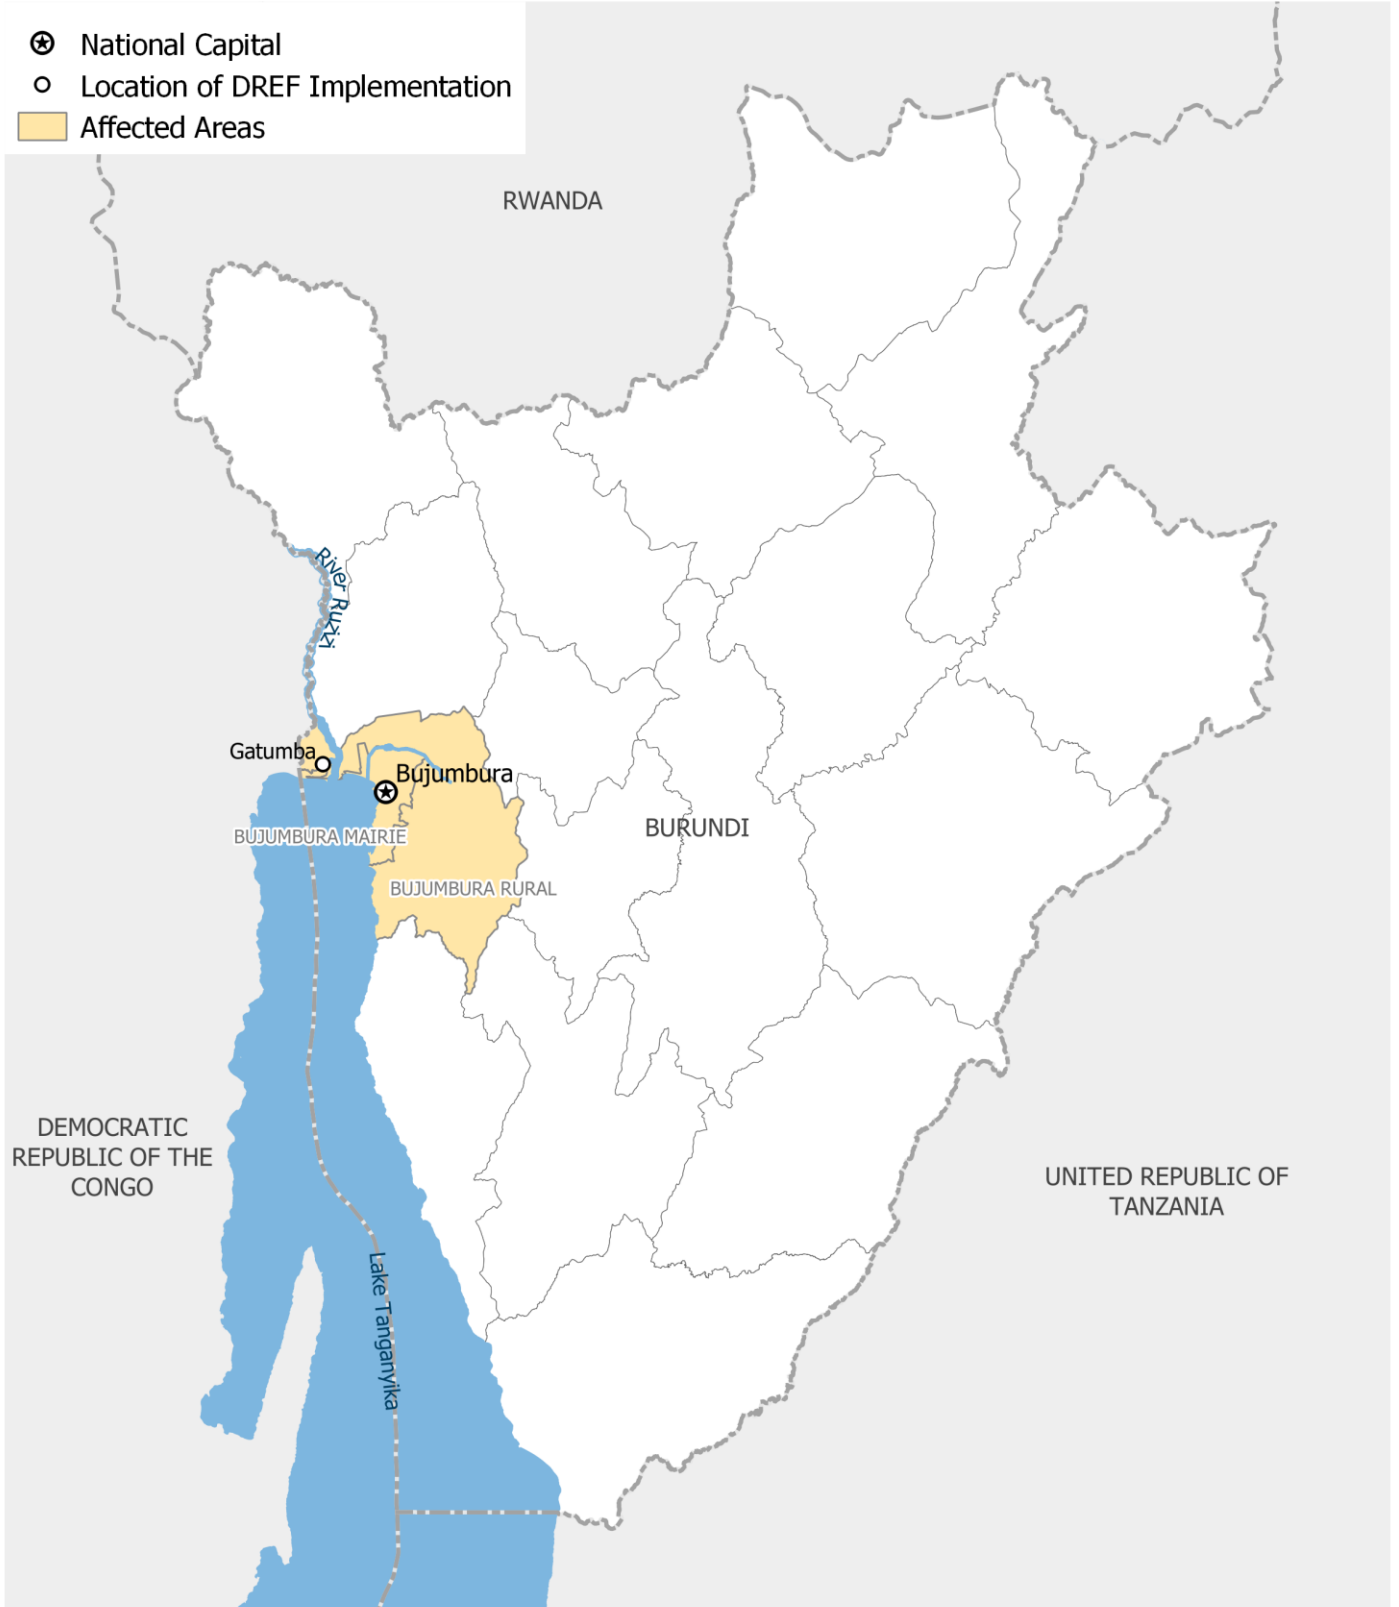 National Capital
Location of DREF Implementation
Affected Areas
RWANDA
River Ruzizi
Gatumba
Bujumbura
BUJUMBURA MAIRIE
BURUNDI
BUJUMBURA RURAL
DEMOCRATIC
REPUBLIC OF THE
CONGO
UNITED REPUBLIC OF
TANZANIA
Lake Tanganyika